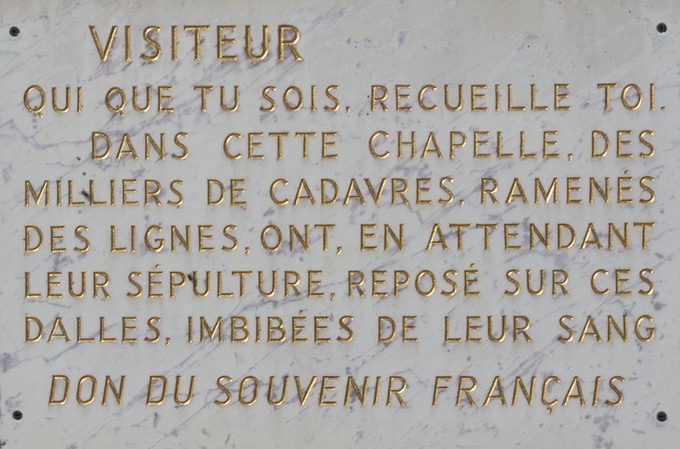 VISITEUR
QUI QUE TU SOIS, RECUEILLE TOI.
DANS CETTE CHAPELLE, DES
MILLIERS DE CADAVRES, RAMENÉS
DES LIGNES, ONT, EN ATTENDANT
LEUR SÉPULTURE, REPOSÉ SUR CES
DALLES, IMBIBÉES DE LEUR SANG
DON DU SOUVENIR FRANÇAIS